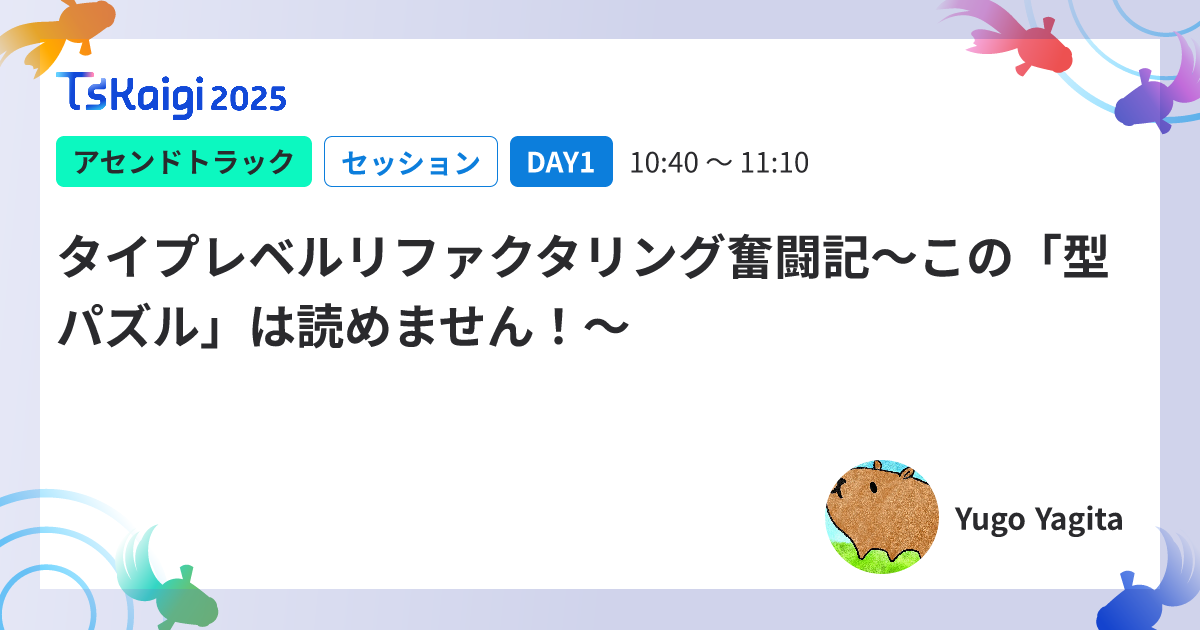 TsKaigi 2025
アセンドトラック セッション DAY1 10:40 〜 11:10
タイプレベルリファクタリング奮闘記〜この「型
パズル」は読めません！〜
Yugo Yagita